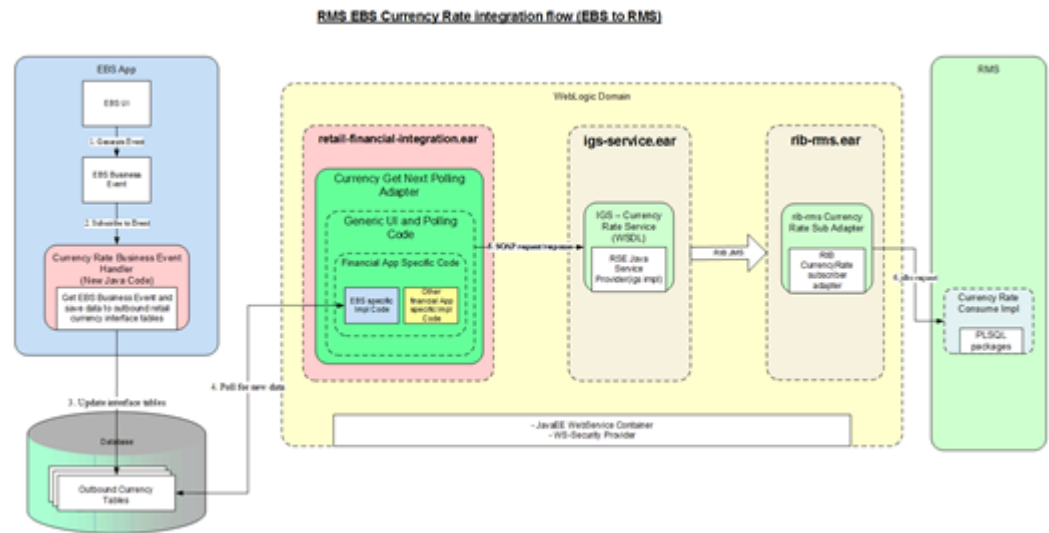 RMS EBS Currency Rate integration flow (EBS to RMS)
EBS App
EBS UI
1. Generate Event
EBS Business
Event
2. Subscribe to Event
Currency Rate Business Event
Handler
(New Java Code)
Get EBS Business Event and
save data to outbound retail
currency interface tables
3. Update interface tables
Database
Outbound Currency
Tables
4. Poll for new data
WebLogic Domain
retail-financial-integration.ear
Currency Get Next Polling
Adapter
Generic UI and Polling
Code
Financial App Specific Code
EBS specific
Impl Code
Other
financial App
specific Impl
Code
5. SOAP request/response
igs-service.ear
IGS – Currency
Rate Service
(WSDL)
RSE Java
Service
Provider(igs impl)
RIB JMS
rib-rms.ear
rib-rms Currency
Rate Sub Adapter
RIB
CurrencyRate
subscriber
adapter
- JavaEE WebService Container
- WS-Security Provider
RMS
Currency Rate
Consume Impl
PLSQL
packages